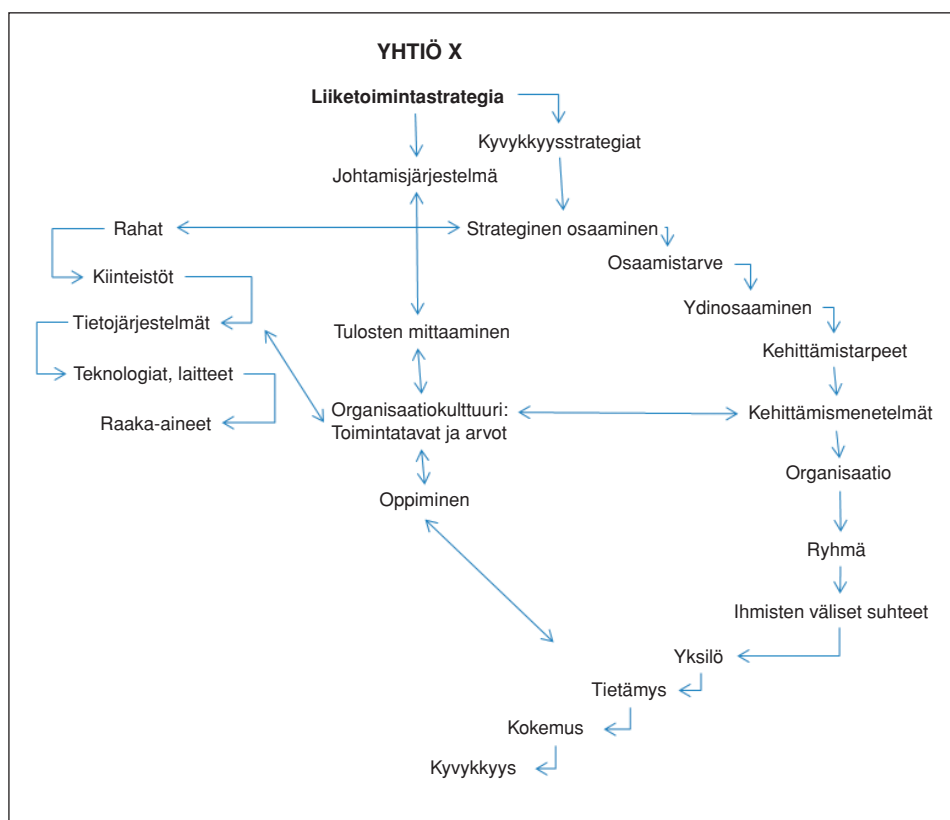 YHTIÖ X
Liiketoimintastrategia
Kyvykkyysstrategiat
Johtamisjärjestelmä
Rahat
Strateginen osaaminen
Osaamistarve
Kiinteistöt
Ydinosaaminen
Tietojärjestelmät
Tulosten mittaaminen
Kehittämistarpeet
Teknologiat, laitteet
Organisaatiokulttuuri:
Toimintatavat ja arvot
Kehittämismenetelmät
Raaka-aineet
Organisaatio
Oppiminen
Ryhmä
Ihmisten väliset suhteet
Yksilö
Tietämys
Kokemus
Kyvykkyys